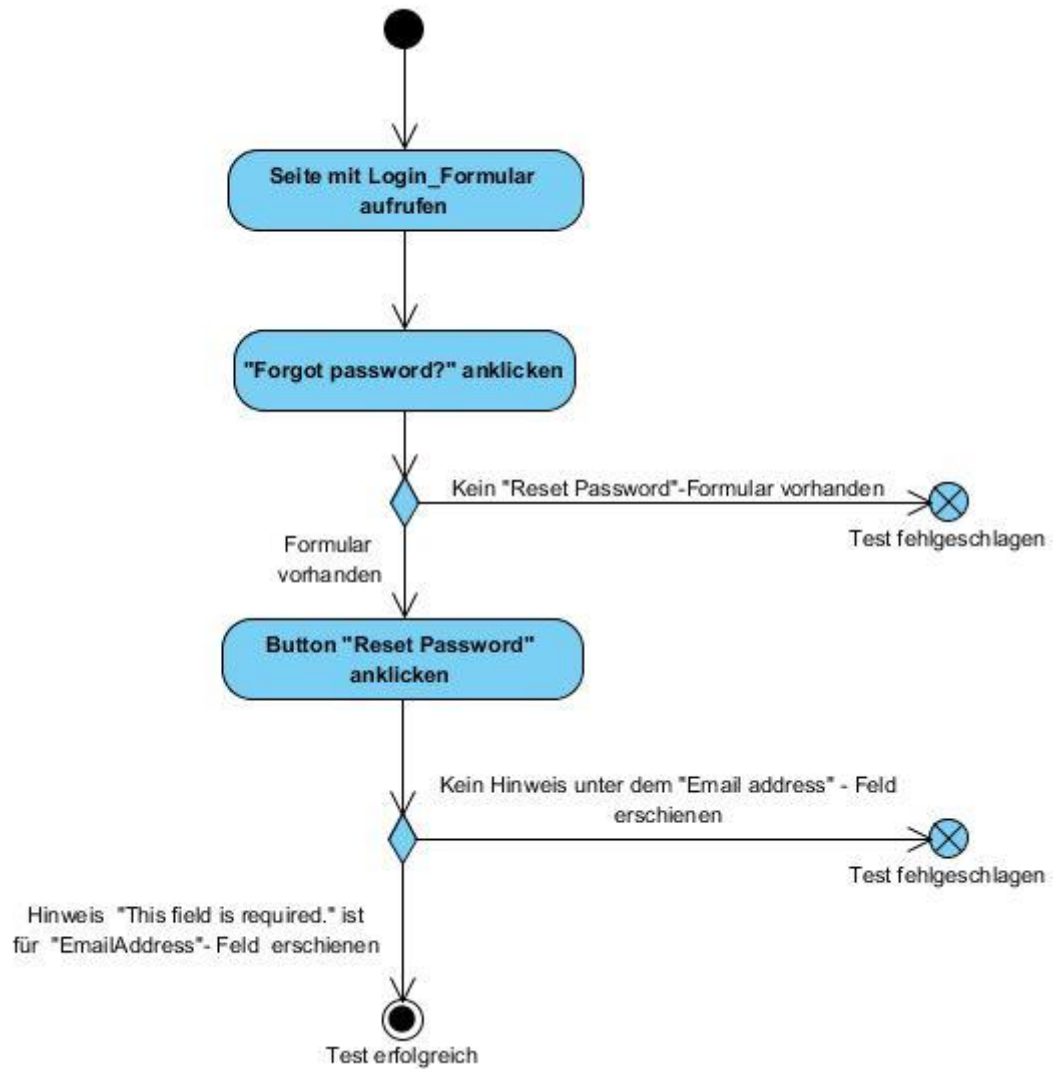 Seite mit Login_Formular
aufrufen
"Forgot password?" anklicken
Kein "Reset Password"-Formular vorhanden
Test fehlgeschlagen
Formular
vorhanden
Button "Reset Password"
anklicken
Kein Hinweis unter dem "Email address" - Feld
erschienen
Test fehlgeschlagen
Hinweis "This field is required." ist
für "EmailAddress"- Feld erschienen
Test erfolgreich